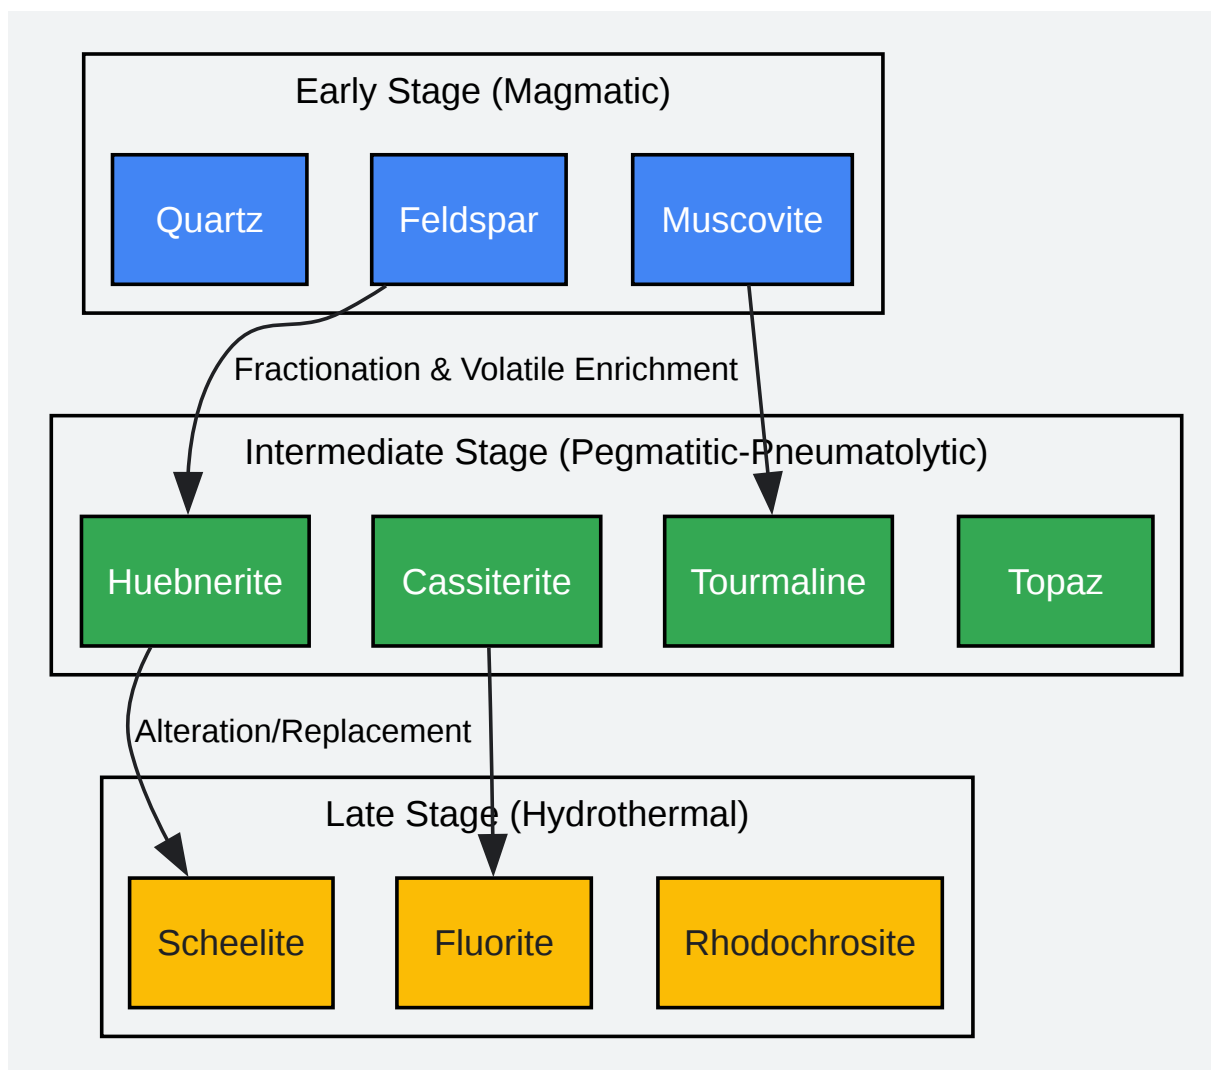 Early Stage (Magmatic)
Quartz
Feldspar
Muscovite
Fractionation & Volatile Enrichment
Intermediate Stage (Pegmatitic-Pneumatolytic)
Huebnerite
Cassiterite
Tourmaline
Topaz
Alteration/Replacement
Late Stage (Hydrothermal)
Scheelite
Fluorite
Rhodochrosite